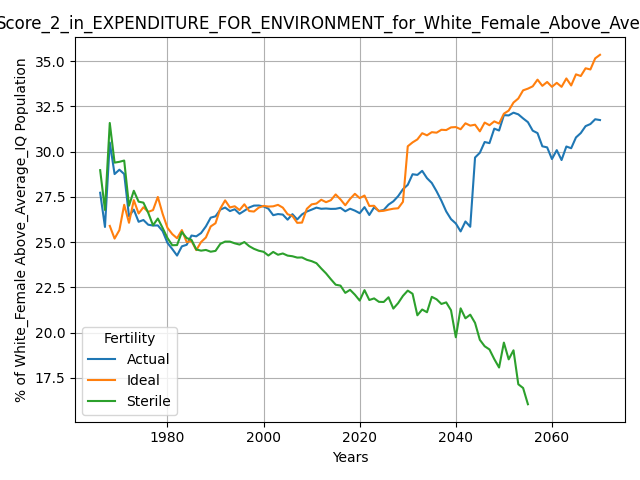 Score_2_in_EXPENDITURE_FOR_ENVIRONMENT_for_White_Female_Above_Ave
% of White_Female Above_Average_IQ Population
35.0
32.5
30.0
27.5
25.0
22.5
20.0
17.5
Fertility
Actual
Ideal
Sterile
1980
2000
2020
2040
2060
Years